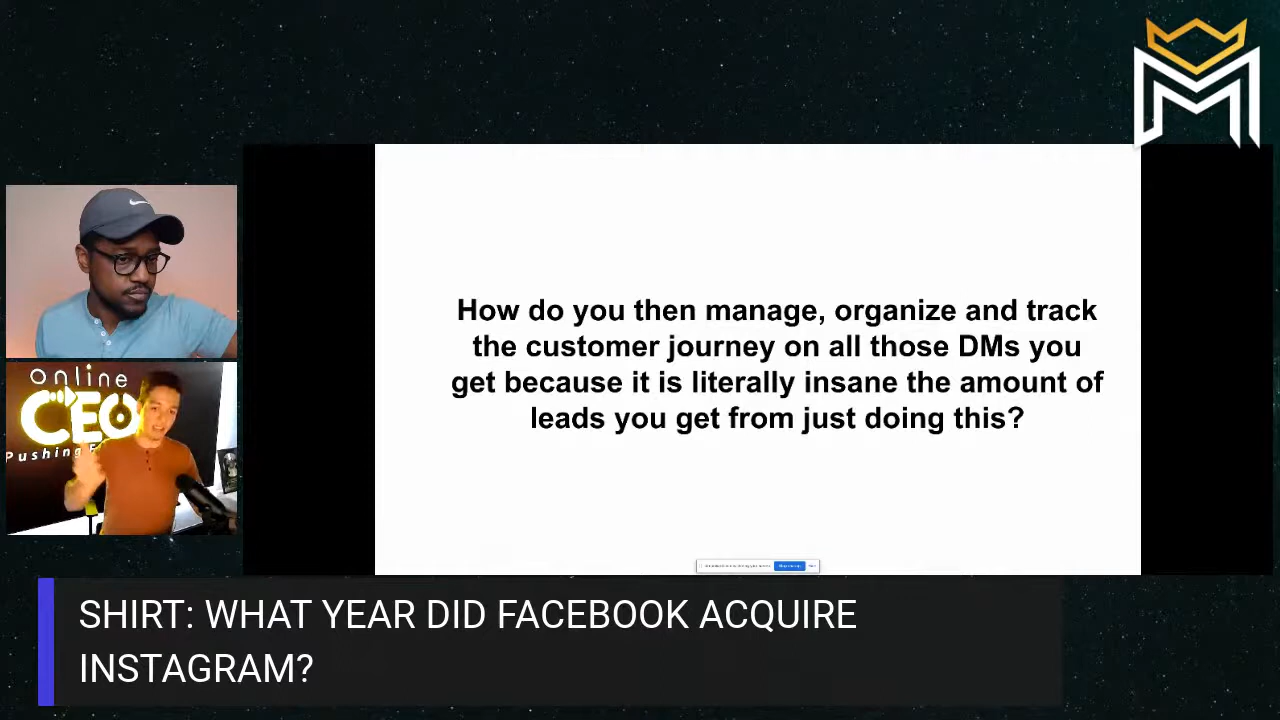 How do you then manage, organize and track
the customer journey on all those DMs you
get because it is literally insane the amount of
leads you get from just doing this?
online
CEO
Pushing
SHIRT: WHAT YEAR DID FACEBOOK ACQUIRE
INSTAGRAM?